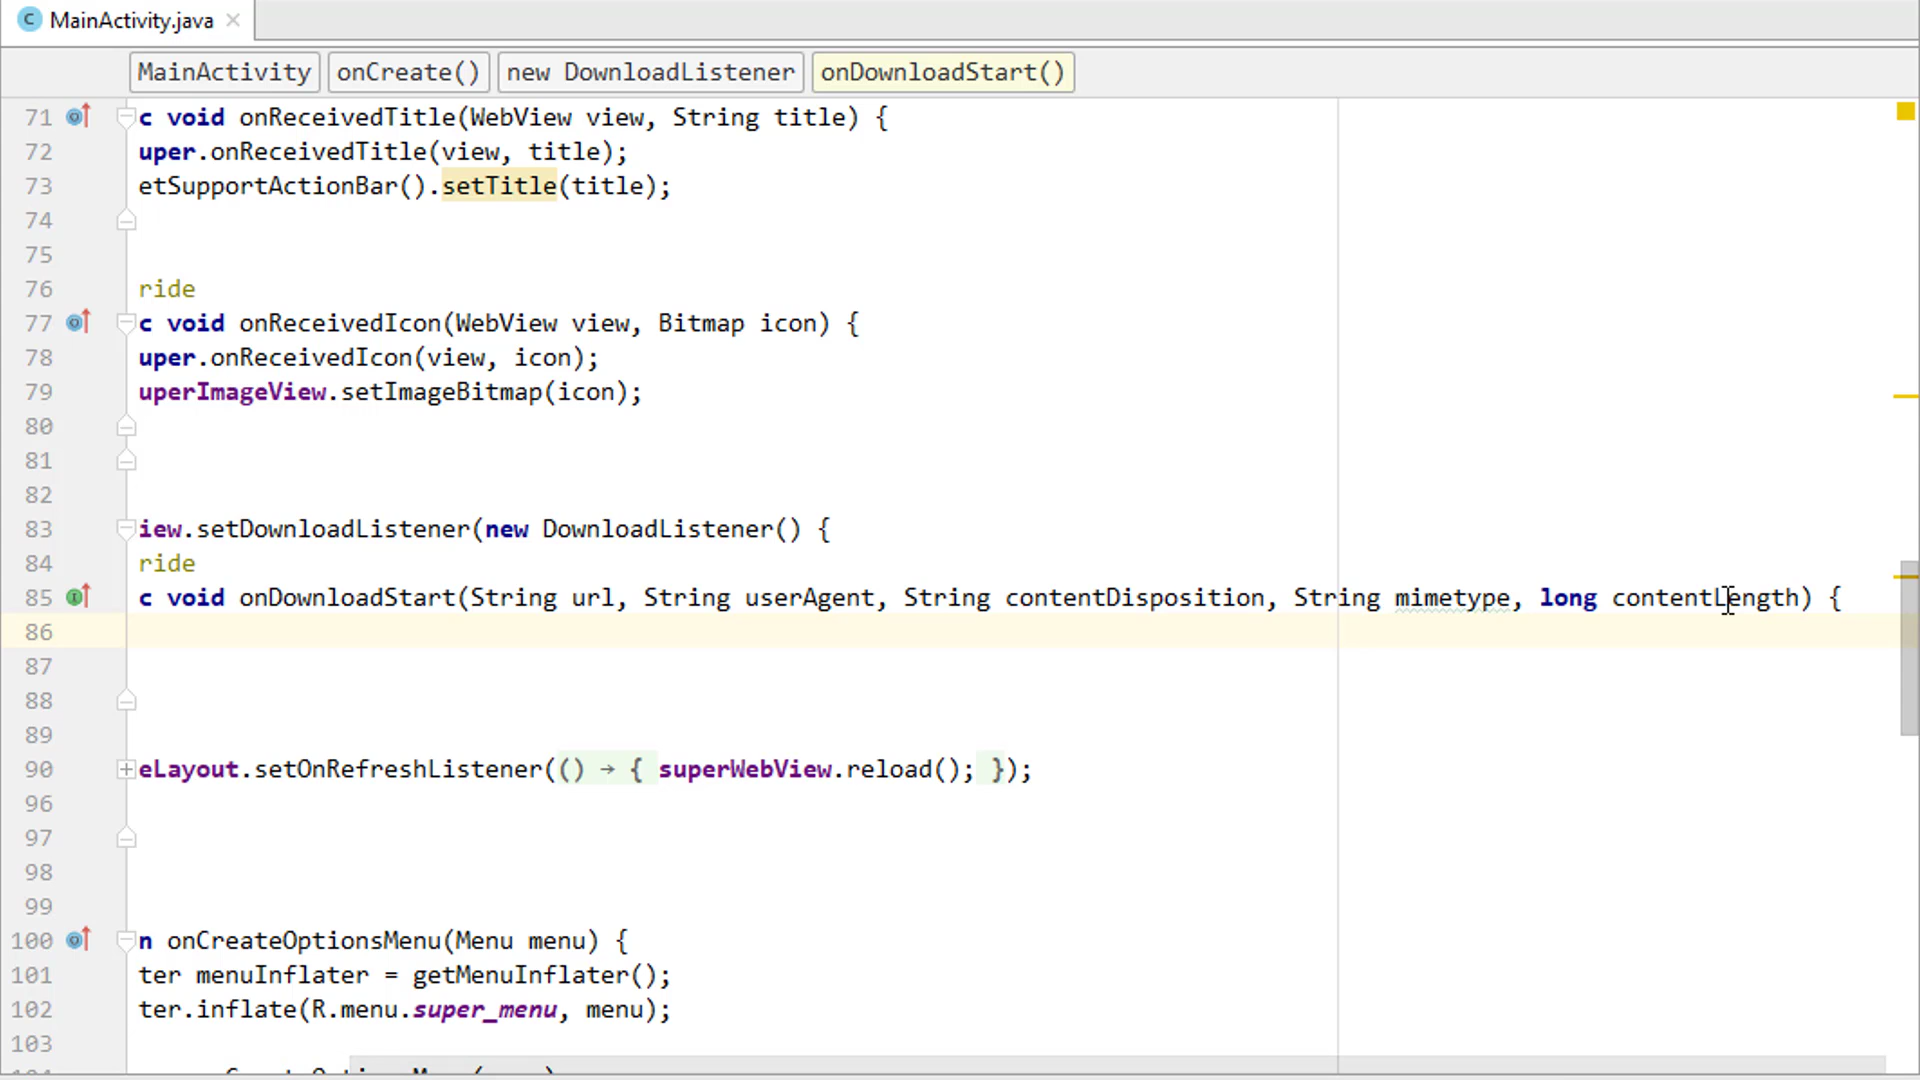 MainActivity.java
MainActivity onCreate() new DownloadListener onDownloadStart()
71 c void onReceivedTitle(WebView view, String title) {
72 uper.onReceivedTitle(view, title);
73 etSupportActionBar().setTitle(title);
74
75
76 ride
77 c void onReceivedIcon(WebView view, Bitmap icon) {
78 uper.onReceivedIcon(view, icon);
79 uperImageView.setImageBitmap(icon);
80
81
82
83 iew.setDownloadListener(new DownloadListener() {
84 ride
85 c void onDownloadStart(String url, String userAgent, String contentDisposition, String mimetype, long contentLength) {
86
87
88
89
90 eLayout.setOnRefreshListener(() → { superWebView.reload(); });
96
97
98
99
100 n onCreateOptionsMenu(Menu menu) {
101 ter menuInflater = getMenuInflater();
102 ter.inflate(R.menu.super_menu, menu);
103